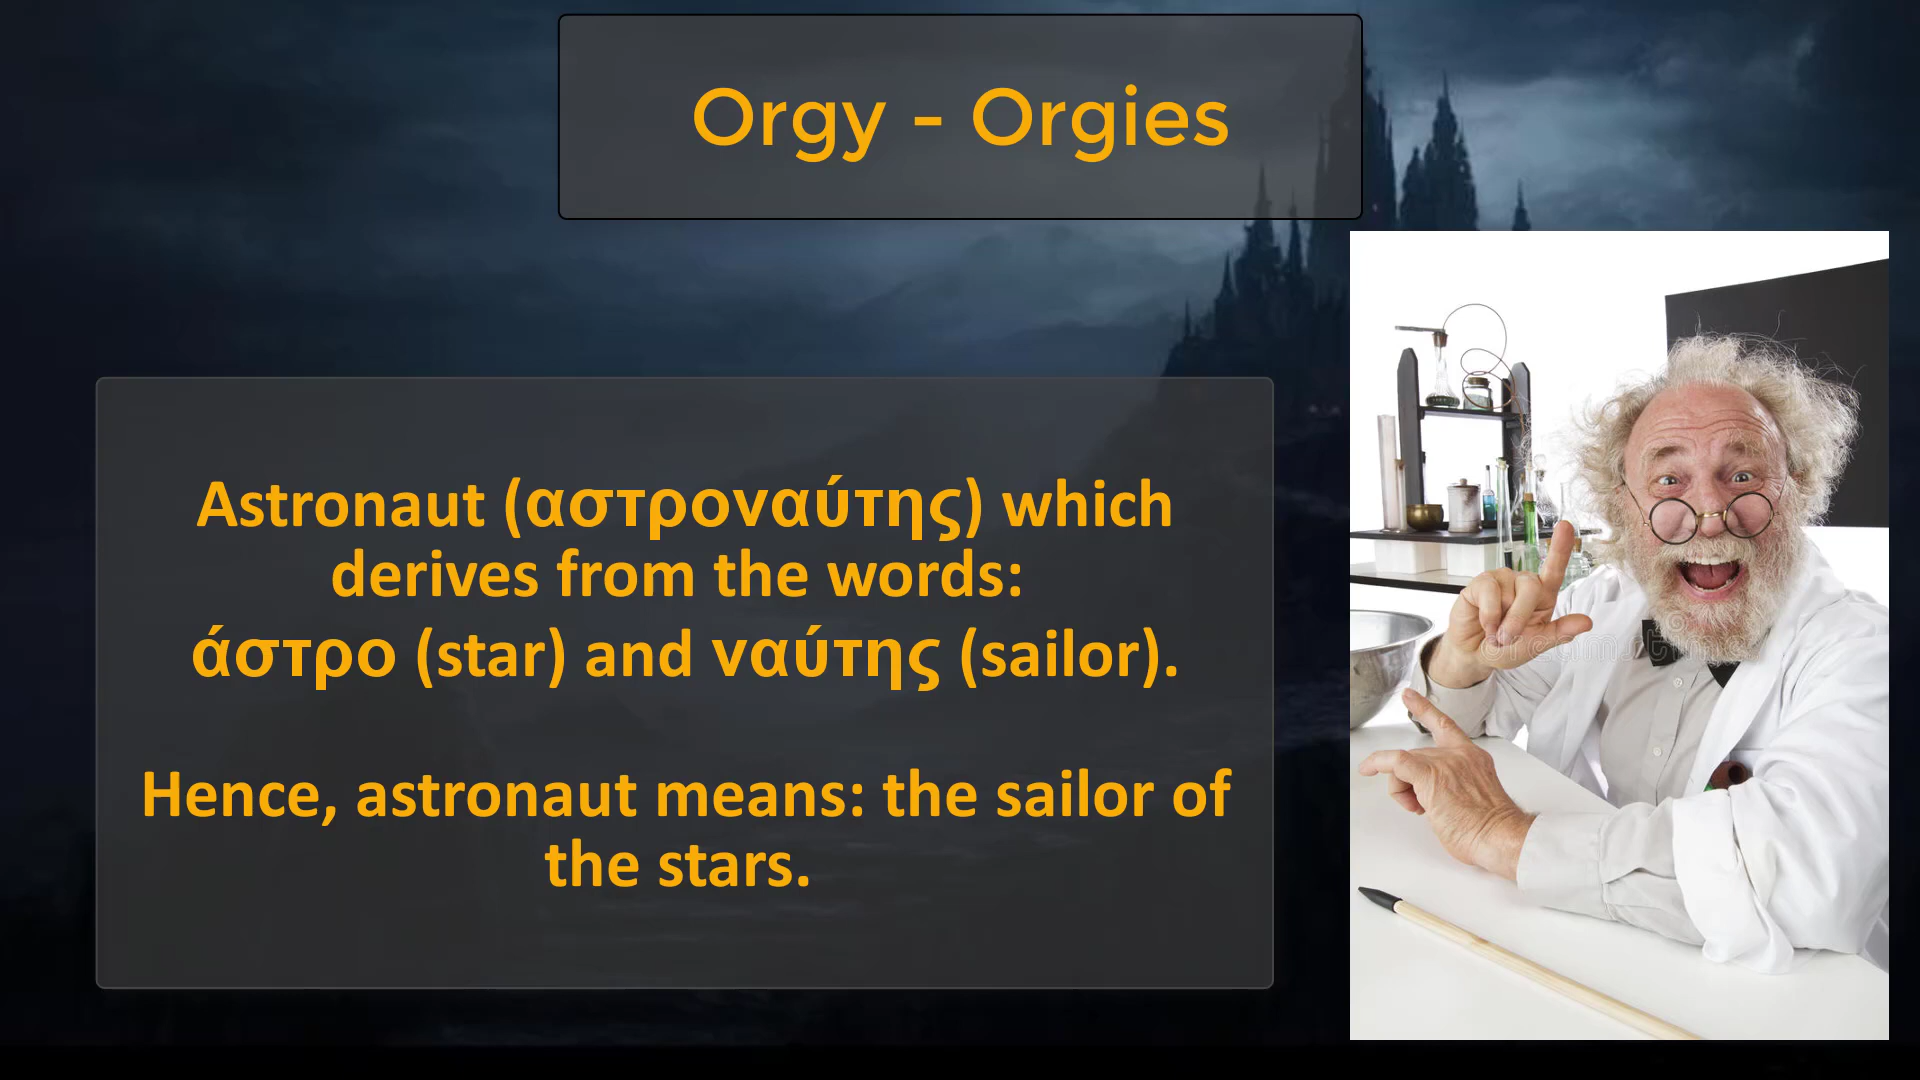 Orgy - Orgies
Astronaut (αστροναύτης) which
derives from the words:
άστρο (star) and ναύτης (sailor).
Hence, astronaut means: the sailor of
the stars.
dreamstime